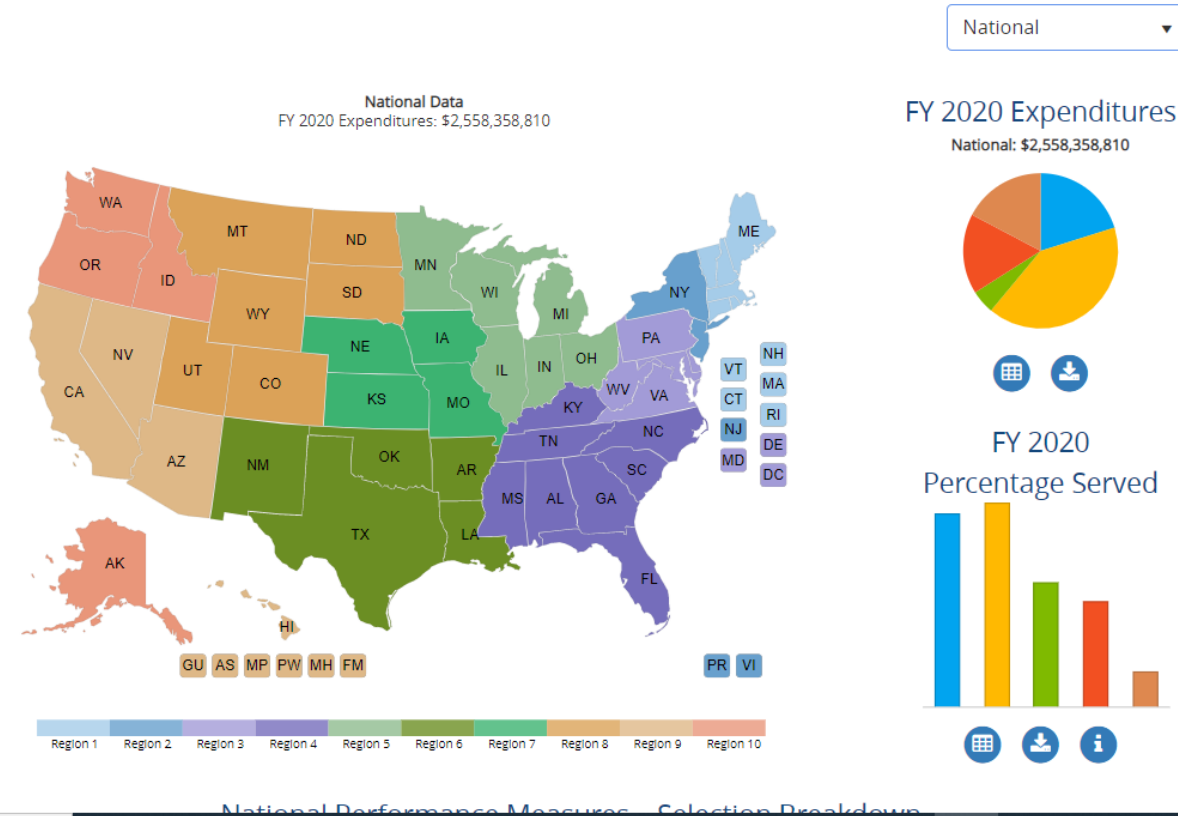 National
National Data
FY 2020 Expenditures: $2,558,358,810
FY 2020 Expenditures
National: $2,558,358,810
WA
OR
ID
MT
ND
SD
WY
NV
UT
CO
CA
AZ
NM
NE
KS
IA
MO
OK
AR
TX
LA
MN
WI
MI
IL
IN
OH
KY
TN
MS
AL
GA
SC
NC
FL
WV
VA
PA
NY
ME
AK
HI
VT
NH
CT
MA
NJ
RI
MD
DE
DC
FY 2020
Percentage Served
GU AS MP PW MH FM
PR VI
Region 1 Region 2 Region 3 Region 4 Region 5 Region 6 Region 7 Region 8 Region 9 Region 10
National Performance Measures - Selection Breakdown